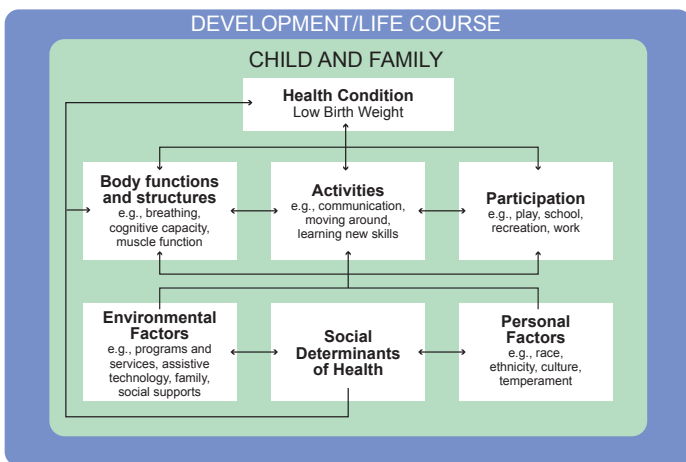 DEVELOPMENT/LIFE COURSE
CHILD AND FAMILY
Health Condition
Low Birth Weight
Body functions
and structures
e.g., breathing,
cognitive capacity,
muscle function
Activities
e.g., communication,
moving around,
learning new skills
Participation
e.g., play, school,
recreation, work
Environmental
Factors
e.g., programs and
services, assistive
technology, family,
social supports
Social
Determinants
of Health
Personal
Factors
e.g., race,
ethnicity, culture,
temperament